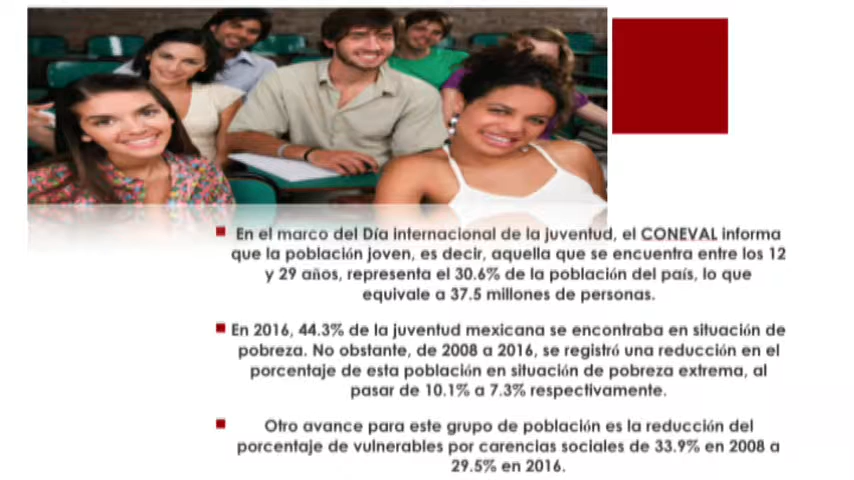 En el marco del Día internacional de la juventud, el CONEVAL informa
que la población joven, es decir, aquella que se encuentra entre los 12
y 29 años, representa el 30.6% de la población del país, lo que
equivale a 37.5 millones de personas.
En 2016, 44.3% de la juventud mexicana se encontraba en situación de
pobreza. No obstante, de 2008 a 2016, se registró una reducción en el
porcentaje de esta población en situación de pobreza extrema, al
pasar de 10.1% a 7.3% respectivamente.
Otro avance para este grupo de población es la reducción del
porcentaje de vulnerables por carencias sociales de 33.9% en 2008 a
29.5% en 2016.